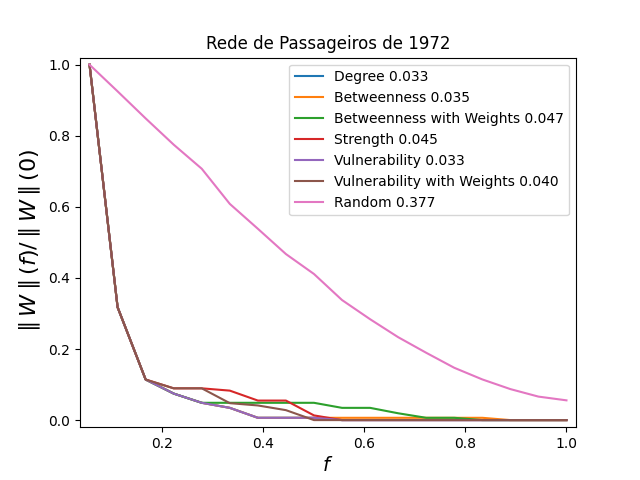 Rede de Passageiros de 1972
‖ W ‖ (f)/ ‖ W ‖ (0)
1.0
0.8
0.6
0.4
0.2
0.0
Degree 0.033
Betweenness 0.035
Betweenness with Weights 0.047
Strength 0.045
Vulnerability 0.033
Vulnerability with Weights 0.040
Random 0.377
0.2 0.4 0.6 0.8 1.0
f